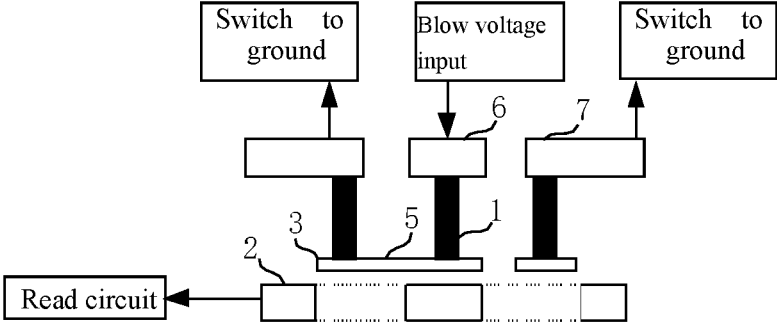 Switch to
ground
Blow voltage
input
Switch to
ground
6
7
3
5
1
2
Read circuit